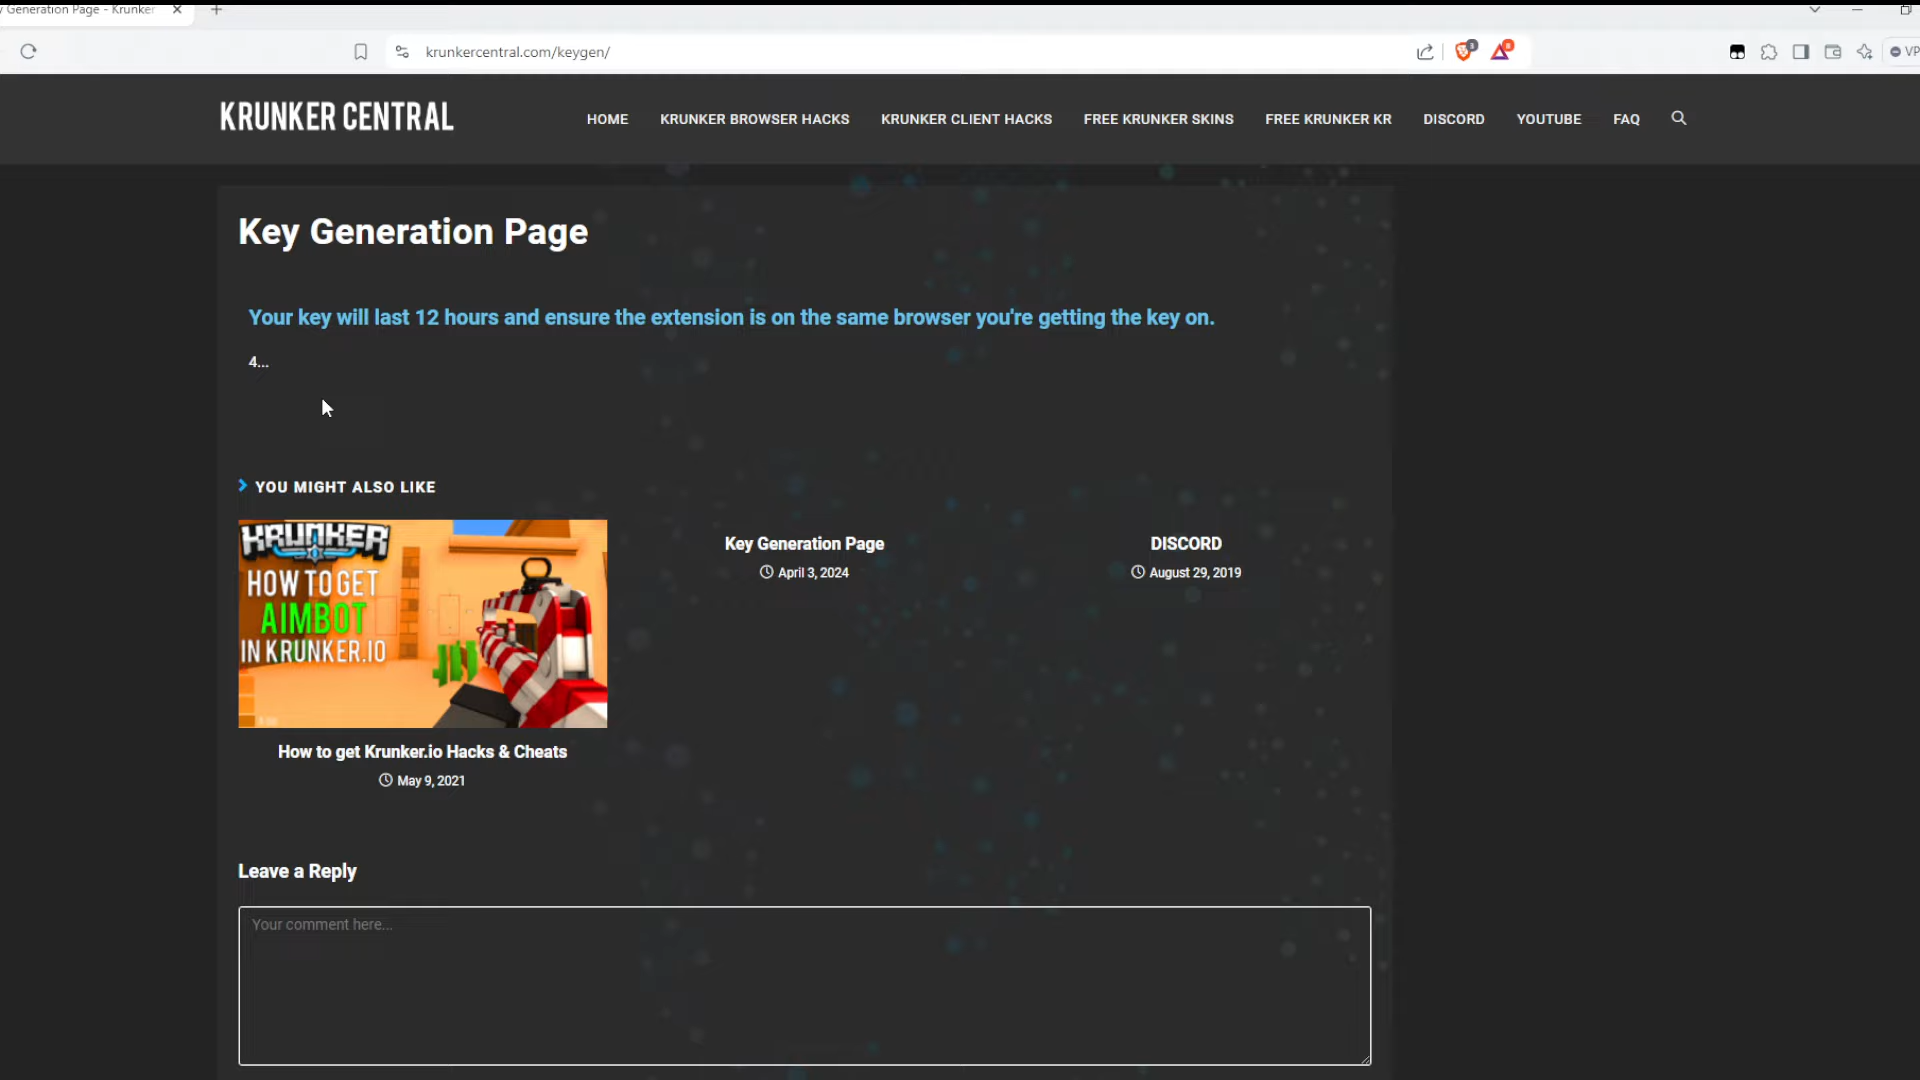 Generation Page - Krunker
krunkercentral.com/keygen/
3
8
VP
KRUNKER CENTRAL
HOME
KRUNKER BROWSER HACKS
KRUNKER CLIENT HACKS
FREE KRUNKER SKINS
FREE KRUNKER KR
DISCORD
YOUTUBE
FAQ
Key Generation Page
Your key will last 12 hours and ensure the extension is on the same browser you're getting the key on.
4...
YOU MIGHT ALSO LIKE
KRUNKER
HOW TO GET
AIMBOT
IN KRUNKER.IO
How to get Krunker.io Hacks & Cheats
May 9, 2021
Key Generation Page
April 3, 2024
DISCORD
August 29, 2019
Leave a Reply
Your comment here...